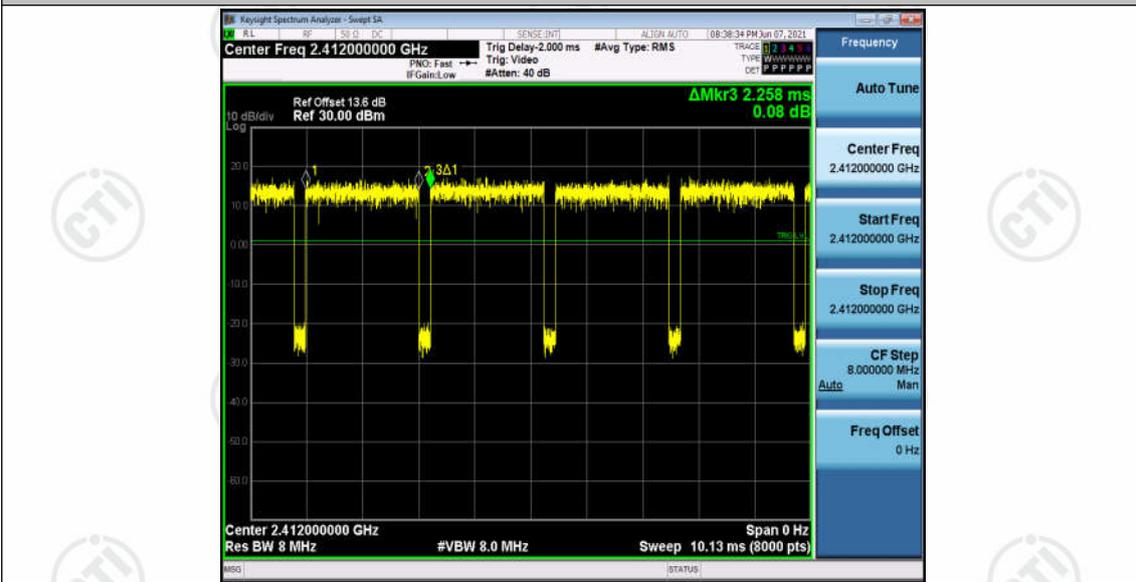 Keysight Spectrum Analyzer - Swept SA
RL RF 50 Ω DC SENSE:INT ALIGN AUTO 08:38:34 PM Jun 07, 2021
Center Freq 2.412000000 GHz
Trig Delay-2.000 ms #Avg Type: RMS
TRACE 1 2 3 4 5 6
PNO: Fast Trig: Video
TYPE WWWWWW
IFGain:Low #Atten: 40 dB
DET P P P P P P
ΔMkr3 2.258 ms
0.08 dB
Ref Offset 13.6 dB
10 dB/div Ref 30.00 dBm
Log
20.0
10.0
0.00
-10.0
-20.0
-30.0
-40.0
-50.0
-60.0
1
3Δ1
Center 2.412000000 GHz Span 0 Hz
Res BW 8 MHz #VBW 8.0 MHz Sweep 10.13 ms (8000 pts)
MSG STATUS
Frequency
Auto Tune
Center Freq
2.412000000 GHz
Start Freq
2.412000000 GHz
Stop Freq
2.412000000 GHz
CF Step
8.000000 MHz
Auto Man
Freq Offset
0 Hz
CTI
CTI